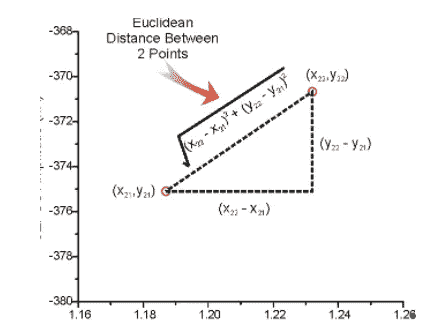 Euclidean
Distance Between
2 Points
-368
-370
-372
-374
-376
-378
-380
(x₂₂,y₂₂)
√(x₂₂ - x₂₁)² + (y₂₂ - y₂₁)²
(y₂₂ - y₂₁)
(x₂₁,y₂₁)
(x₂₂ - x₂₁)
1.16 1.18 1.20 1.22 1.24 1.26